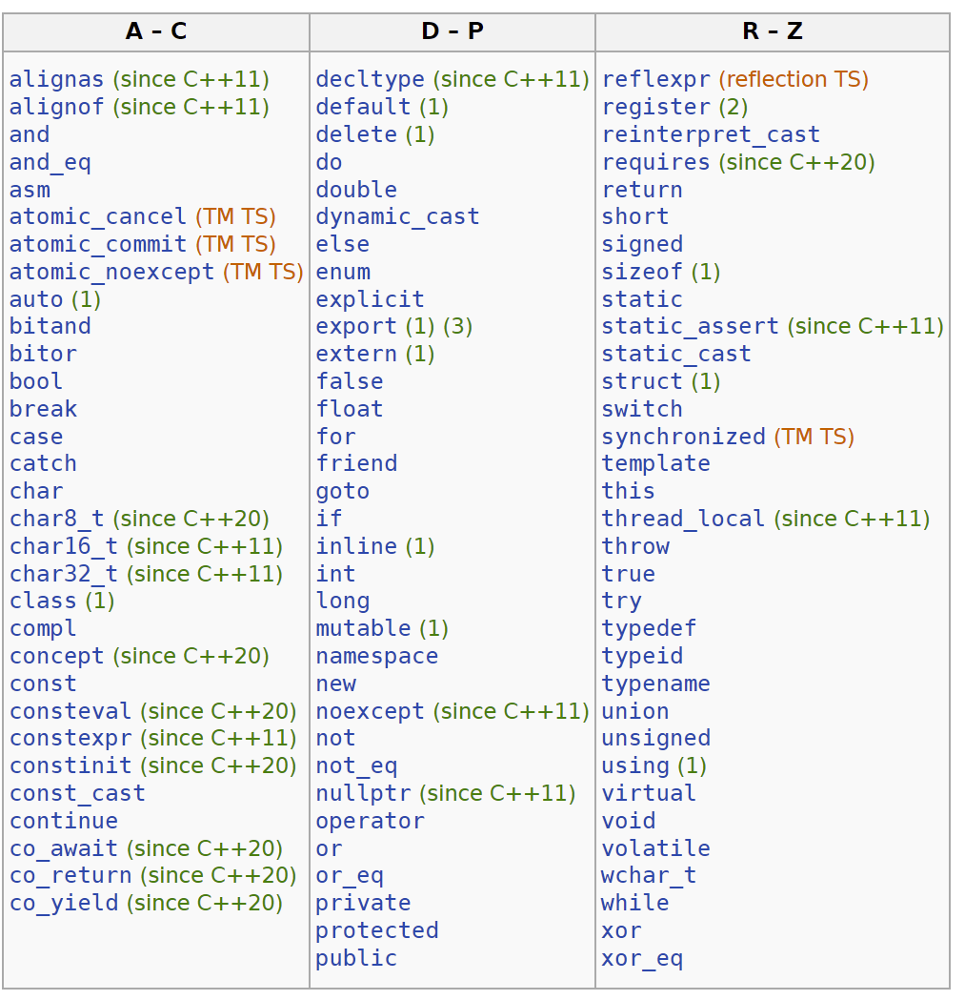 A – C
alignas (since C++11)
alignof (since C++11)
and
and_eq
asm
atomic_cancel (TM TS)
atomic_commit (TM TS)
atomic_noexcept (TM TS)
auto (1)
bitand
bitor
bool
break
case
catch
char
char8_t (since C++20)
char16_t (since C++11)
char32_t (since C++11)
class (1)
compl
concept (since C++20)
const
consteval (since C++20)
constexpr (since C++11)
constinit (since C++20)
const_cast
continue
co_await (since C++20)
co_return (since C++20)
co_yield (since C++20)
D – P
decltype (since C++11)
default (1)
delete (1)
do
double
dynamic_cast
else
enum
explicit
export (1) (3)
extern (1)
false
float
for
friend
goto
if
inline (1)
int
long
mutable (1)
namespace
new
noexcept (since C++11)
not
not_eq
nullptr (since C++11)
operator
or
or_eq
private
protected
public
R – Z
reflexpr (reflection TS)
register (2)
reinterpret_cast
requires (since C++20)
return
short
signed
sizeof (1)
static
static_assert (since C++11)
static_cast
struct (1)
switch
synchronized (TM TS)
template
this
thread_local (since C++11)
throw
true
try
typedef
typeid
typename
union
unsigned
using (1)
virtual
void
volatile
wchar_t
while
xor
xor_eq